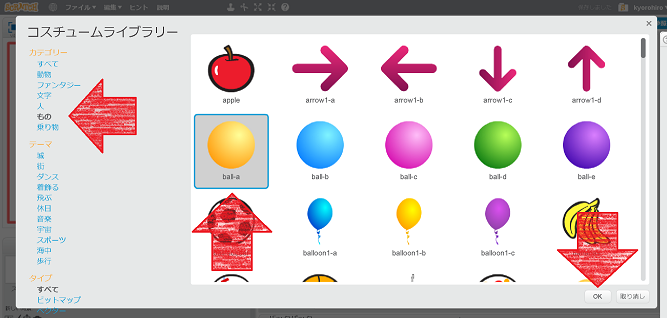 ファイル▼ 編集▼ ヒント 説明
kyorohiro
コスチュームライブラリー
×
カテゴリー
すべて
動物
ファンタジー
文字
人
もの
乗り物
テーマ
城
街
ダンス
着飾る
飛ぶ
休日
音楽
宇宙
スポーツ
海中
歩行
タイプ
すべて
ビットマップ
apple arrow1-a arrow1-b arrow1-c arrow1-d
ball-a ball-b ball-c ball-d ball-e
balloon1-a balloon1-b balloon1-c
OK 取り消し